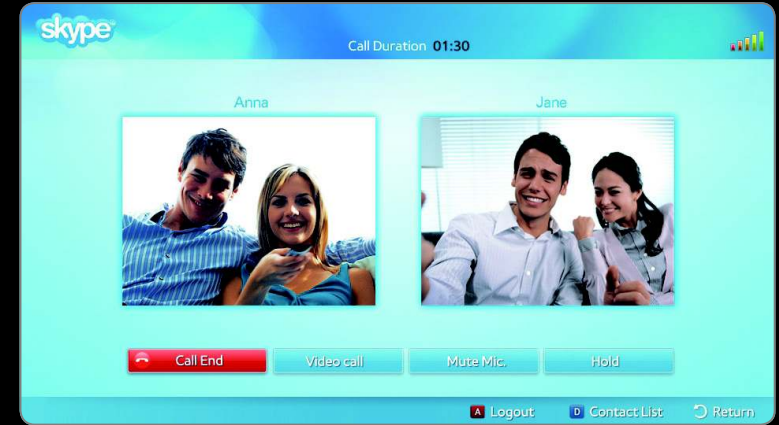 skype
Call Duration 01:30
Anna
Jane
Call End
Video call
Mute Mic.
Hold
A Logout
D Contact List
Return